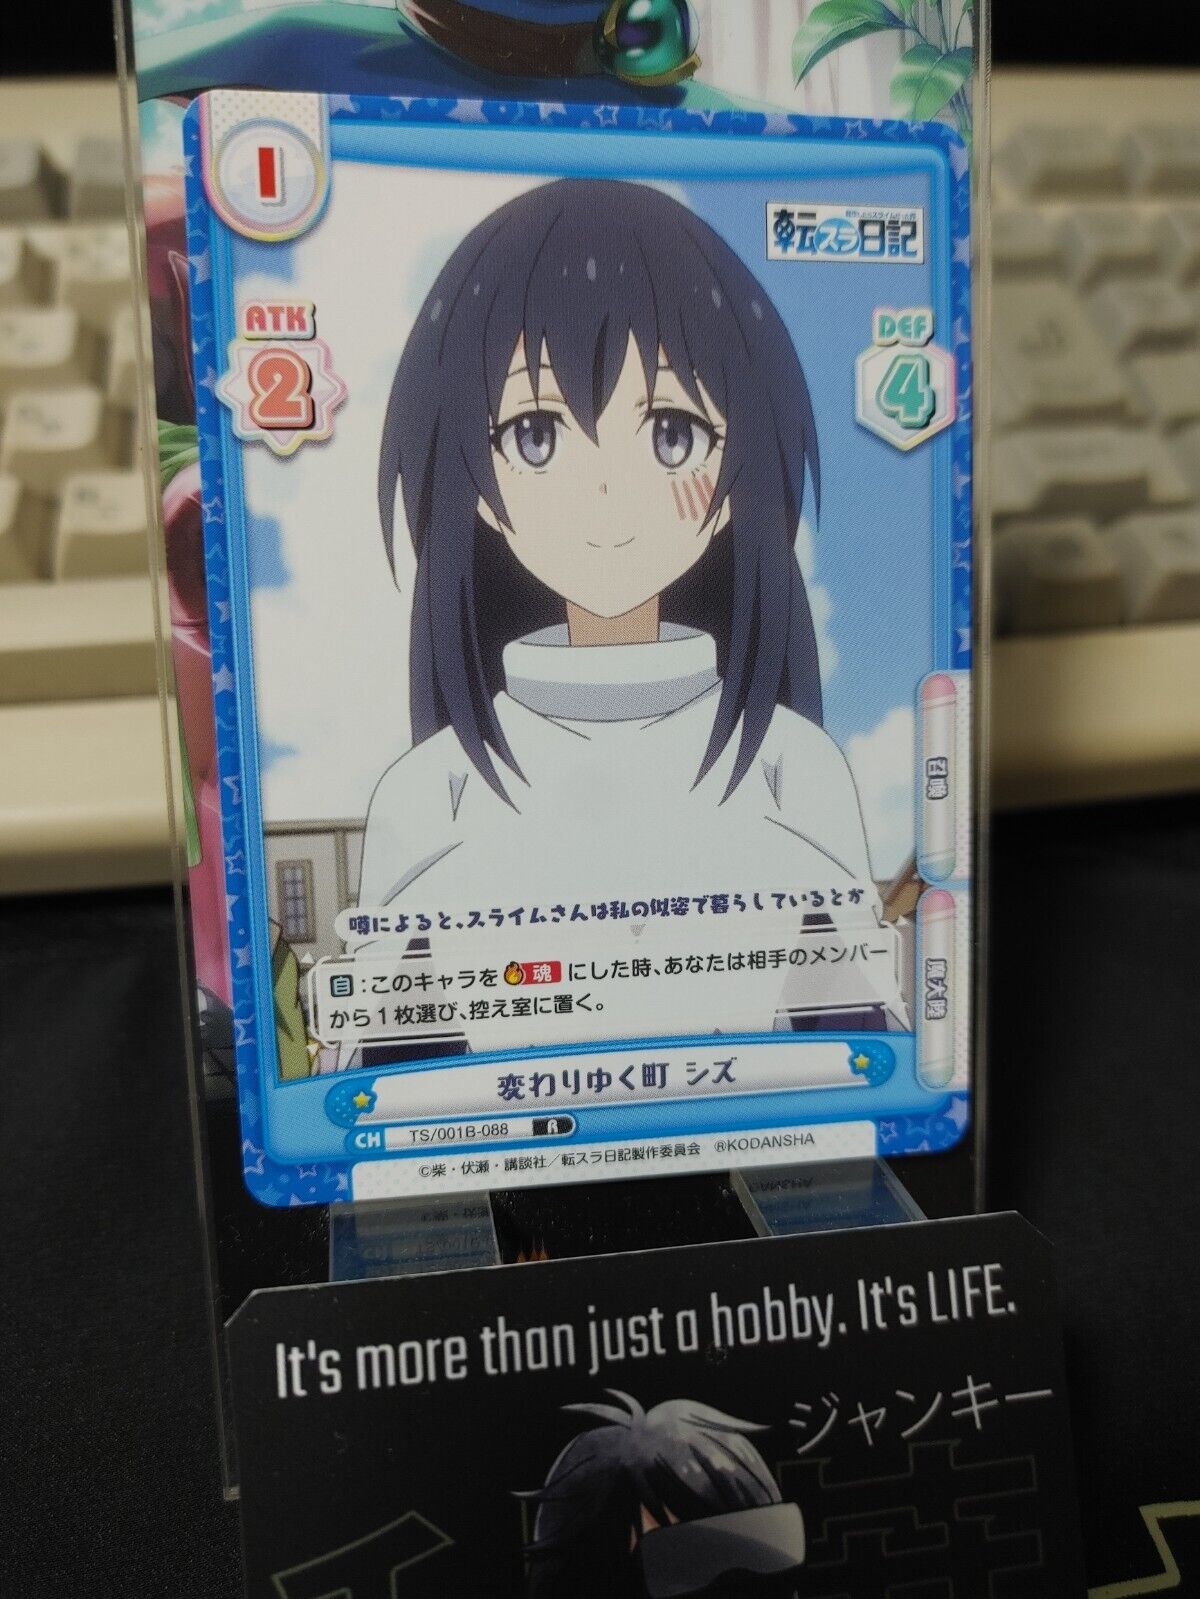 1
転スラ日記
ATK
2
DEF
4
召喚
魔大陸
噂によると、スライムさんは私の似姿で暮らしているとか
自:このキャラを魂にした時、あなたは相手のメンバー
から1枚選び、控え室に置く。
変わりゆく町 シズ
CH TS/001B-088 R
©柴・伏瀬・講談社/転スラ日記製作委員会 ®KODANSHA
It's more than just a hobby. It's LIFE.
ジャンキー